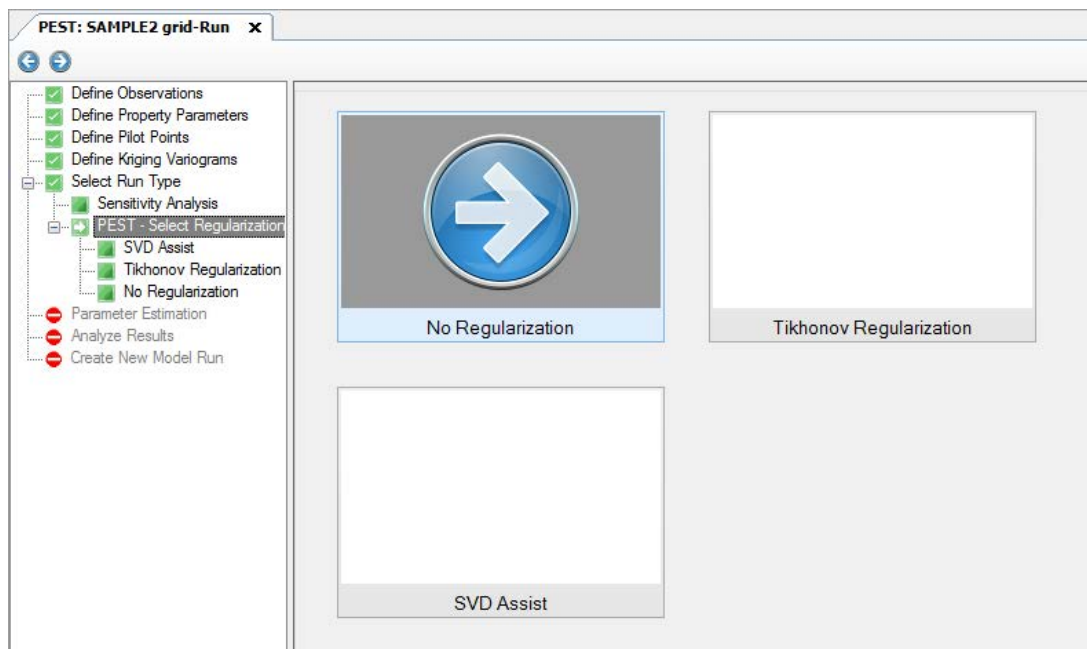 PEST: SAMPLE2 grid-Run X
Define Observations
Define Property Parameters
Define Pilot Points
Define Kriging Variograms
Select Run Type
Sensitivity Analysis
PEST - Select Regularization
SVD Assist
Tikhonov Regularization
No Regularization
Parameter Estimation
Analyze Results
Create New Model Run
No Regularization
Tikhonov Regularization
SVD Assist